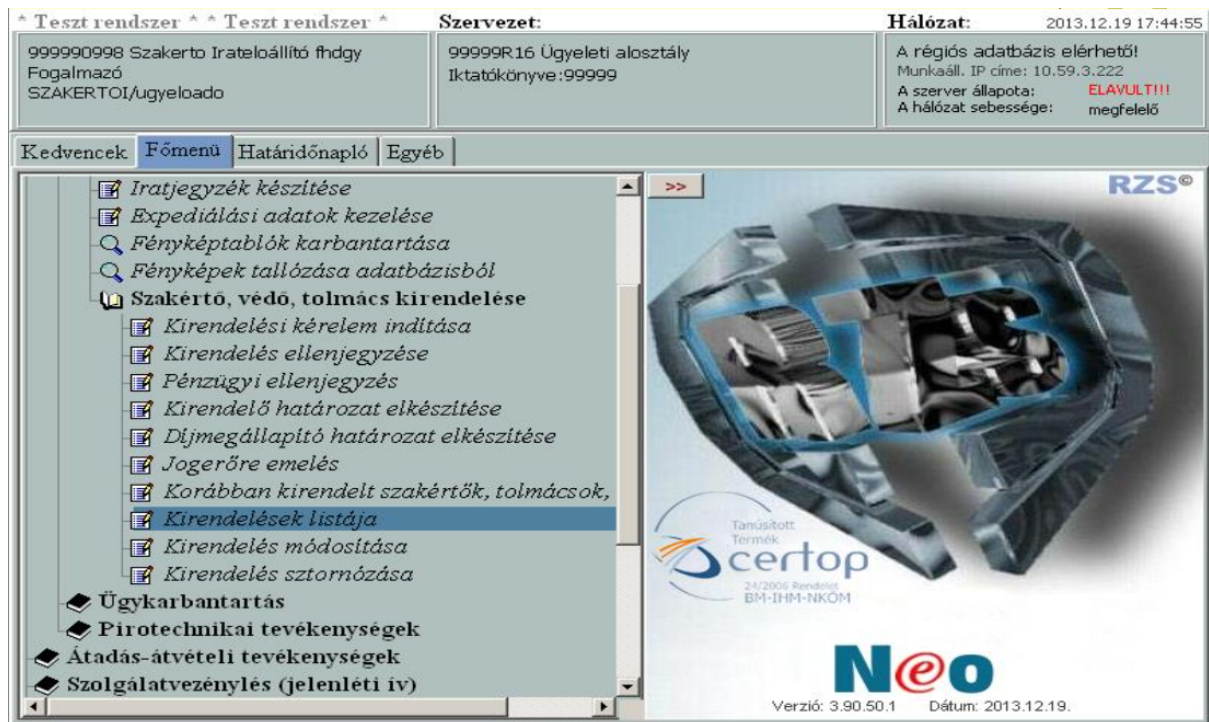 * Teszt rendszer * * Teszt rendszer *
Szervezet:
Hálózat: 2013.12.19 17:44:55
999990998 Szakerto Irateloállító fhdgy
Fogalmazó
SZAKERTOI/ugyeloado
99999R16 Ügyeleti alosztály
Iktatókönyve:99999
A régiós adatbázis elérhető!
Munkaáll. IP címe: 10.59.3.222
A szerver állapota: ELAVULT!!!
A hálózat sebessége: megfelelő
Kedvencek Főmenü Határidőnapló Egyéb
Iratjegyzék készítése
Expediálási adatok kezelése
Fényképtablók karbantartása
Fényképek tallózása adatbázisból
Szakértő, védő, tolmács kirendelése
Kirendelési kérelem indítása
Kirendelés ellenjegyzése
Pénzügyi ellenjegyzés
Kirendelő határozat elkészítése
Díjmegállapító határozat elkészítése
Jogerőre emelés
Korábban kirendelt szakértők, tolmácsok,
Kirendelések listája
Kirendelés módosítása
Kirendelés sztornózása
Ügykarbantartás
Pirotechnikai tevékenységek
Átadás-átvételi tevékenységek
Szolgálatvezénylés (jelenléti ív)
>>
RZS©
Tanúsított
Termék
certop
24/2006 Rendelet
BM-IHM-NKÖM
Neo
Verzió: 3.90.50.1 Dátum: 2013.12.19.